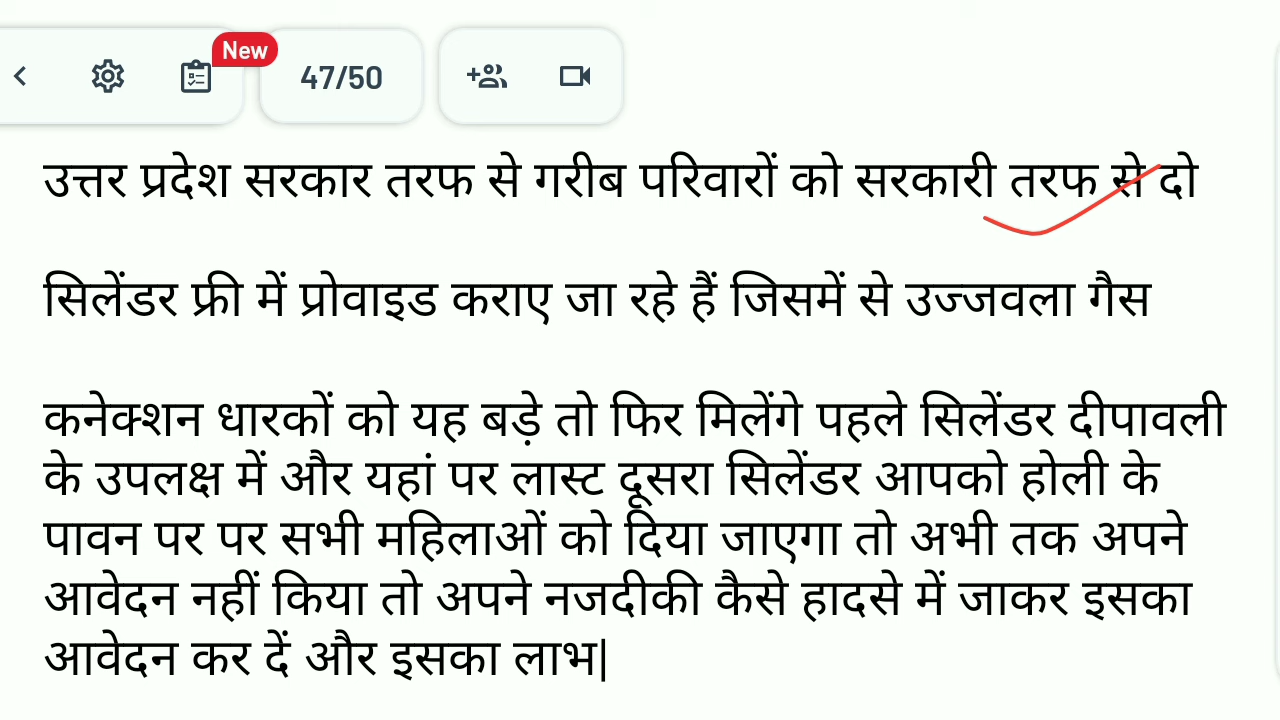 New
47/50
उत्तर प्रदेश सरकार तरफ से गरीब परिवारों को सरकारी तरफ से दो
सिलेंडर फ्री में प्रोवाइड कराए जा रहे हैं जिसमें से उज्जवला गैस
कनेक्शन धारकों को यह बड़े तो फिर मिलेंगे पहले सिलेंडर दीपावली
के उपलक्ष में और यहां पर लास्ट दूसरा सिलेंडर आपको होली के
पावन पर पर सभी महिलाओं को दिया जाएगा तो अभी तक अपने
आवेदन नहीं किया तो अपने नजदीकी कैसे हादसे में जाकर इसका
आवेदन कर दें और इसका लाभ